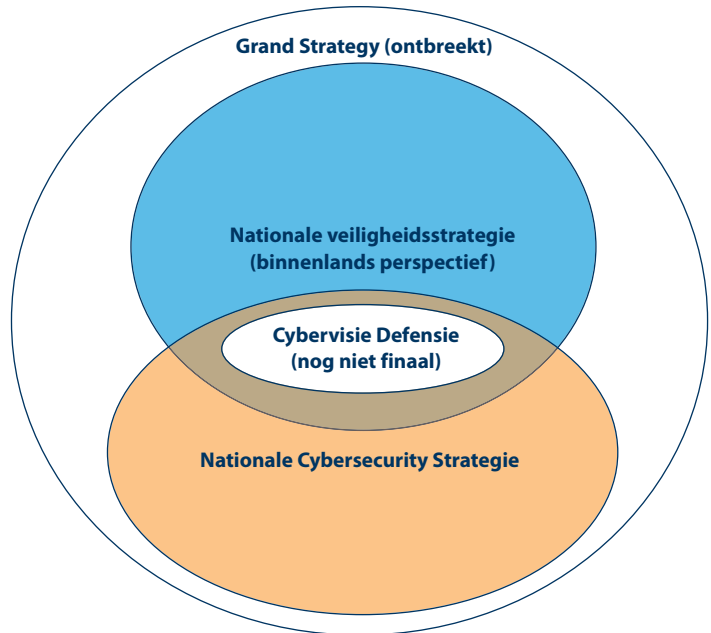 Grand Strategy (ontbreekt)
Nationale veiligheidsstrategie
(binnenlands perspectief)
Cybervisie Defensie
(nog niet finaal)
Nationale Cybersecurity Strategie